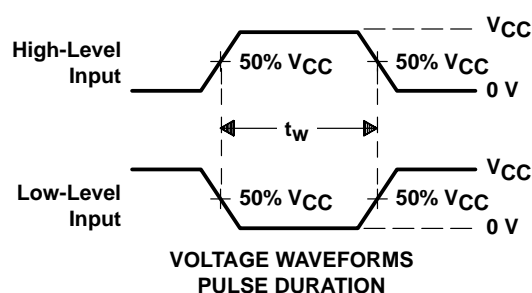 High-Level
Input
50% VCC
50% VCC
VCC
0 V
tw
Low-Level
Input
50% VCC
50% VCC
VCC
0 V
VOLTAGE WAVEFORMS
PULSE DURATION